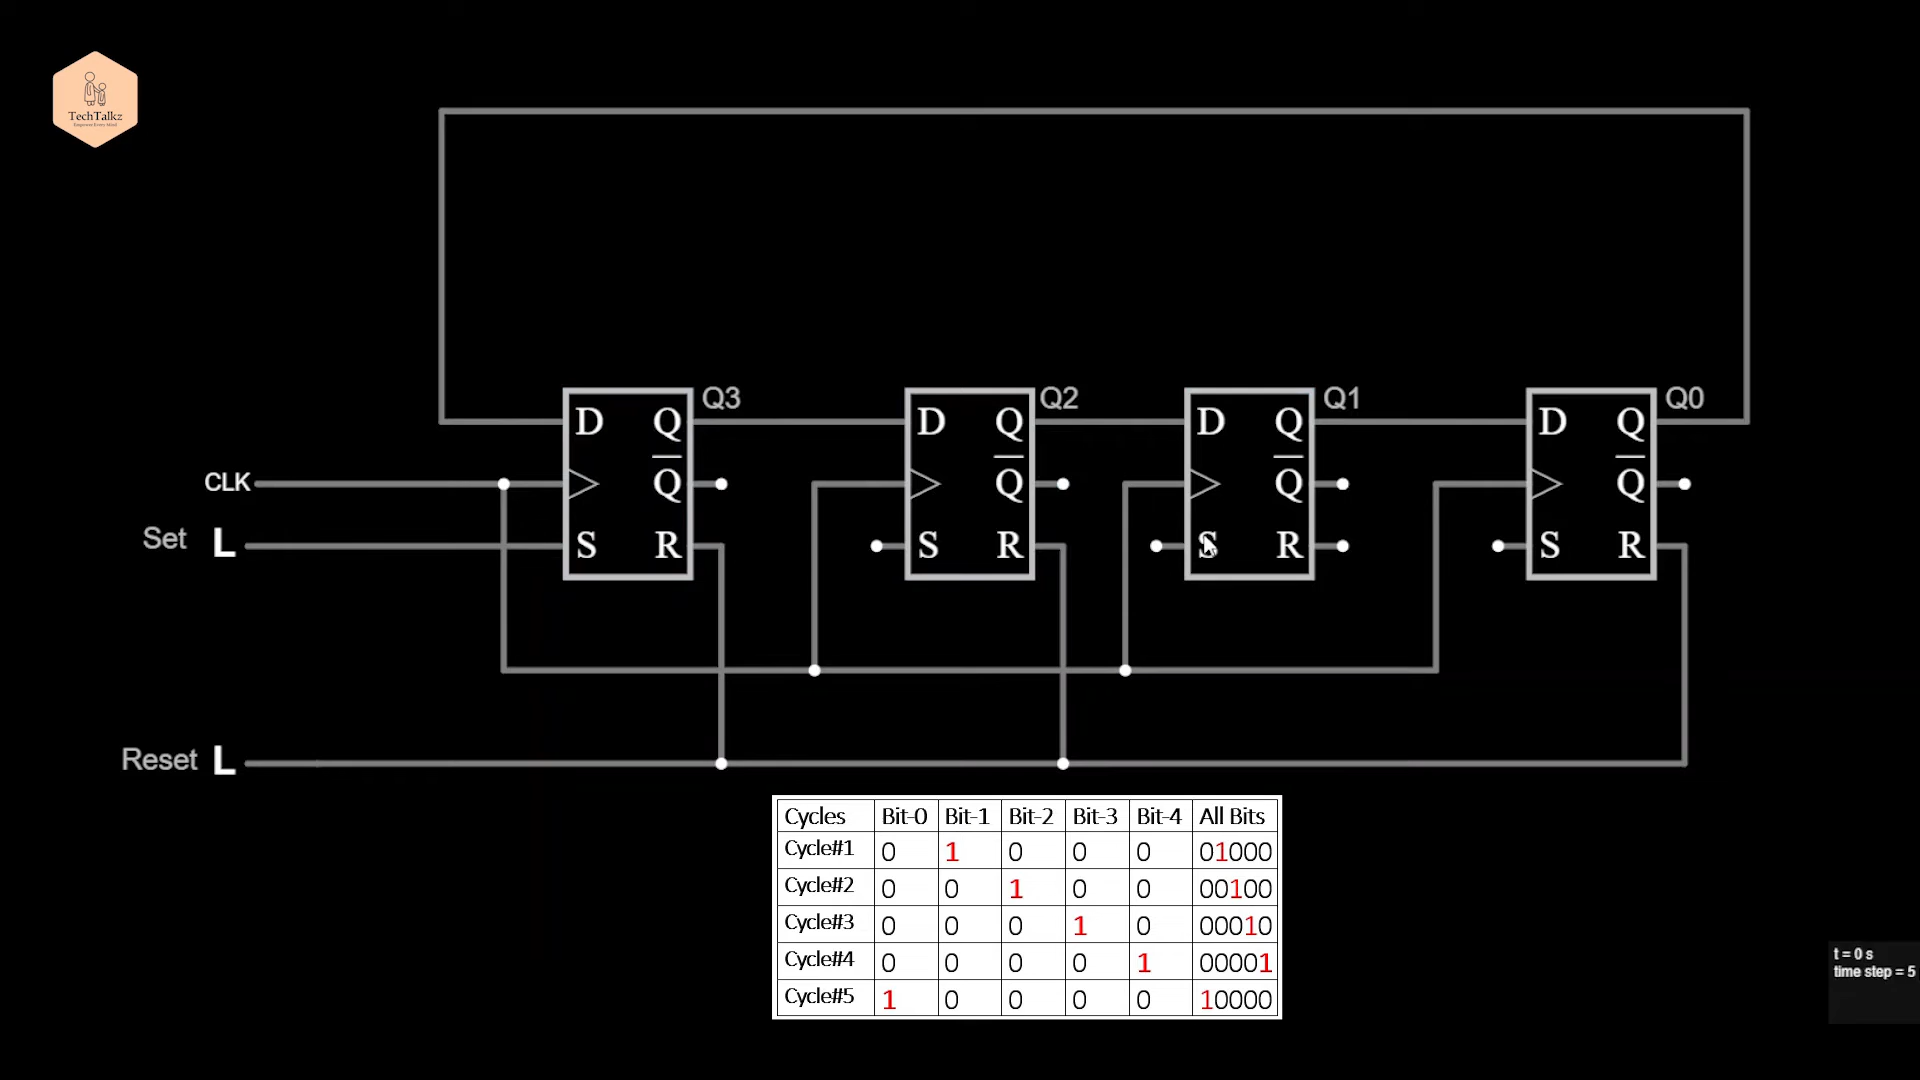 TechTalkz
Empower Every Mind
Q3
Q2
Q1
Q0
D Q
D Q
D Q
D Q
CLK
Q
Q
Q
Q
Set L
S R
S R
S R
S R
Reset L
Cycles Bit-0 Bit-1 Bit-2 Bit-3 Bit-4 All Bits
Cycle#1 0 1 0 0 0 01000
Cycle#2 0 0 1 0 0 00100
Cycle#3 0 0 0 1 0 00010
Cycle#4 0 0 0 0 1 00001
Cycle#5 1 0 0 0 0 10000
t = 0 s
time step = 5